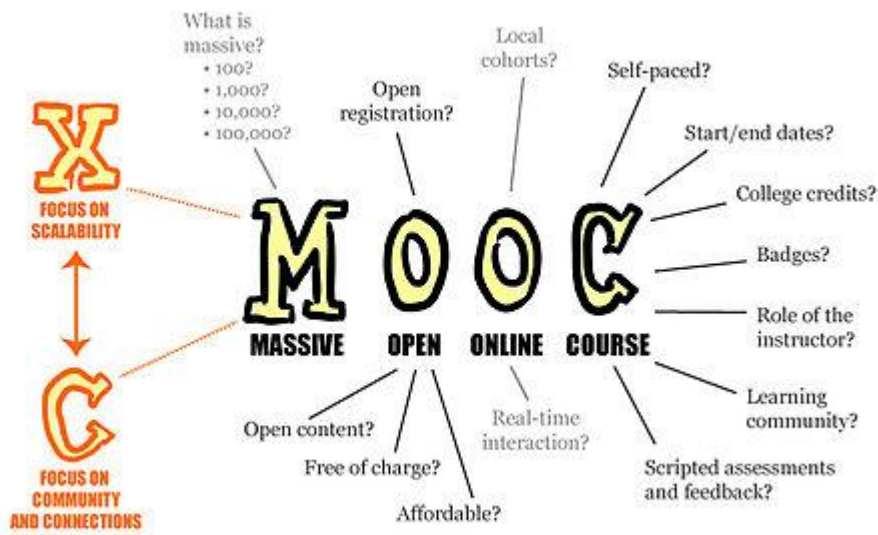 What is
massive?
• 100?
• 1,000?
• 10,000?
• 100,000?
Open
registration?
Local
cohorts?
Self-paced?
Start/end dates?
College credits?
Badges?
Role of the
instructor?
Learning
community?
Scripted assessments
and feedback?
X
FOCUS ON
SCALABILITY
C
FOCUS ON
COMMUNITY
AND CONNECTIONS
MOOC
MASSIVE OPEN ONLINE COURSE
Open content?
Free of charge?
Affordable?
Real-time
interaction?